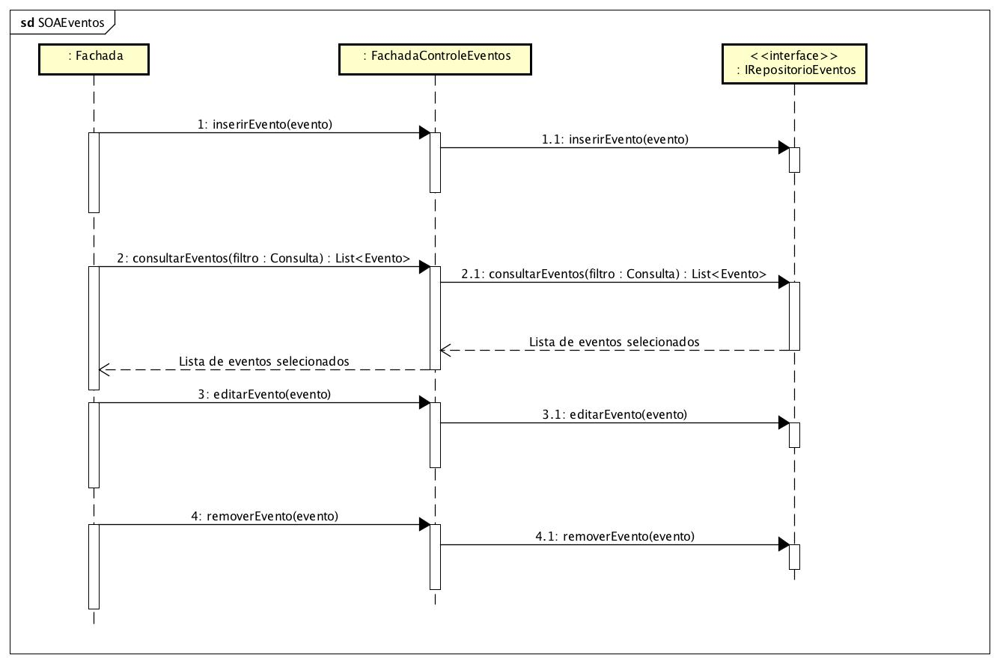 sd SOAEventos
: Fachada
: FachadaControleEventos
<<interface>>
: IRepositorioEventos
1: inserirEvento(evento)
1.1: inserirEvento(evento)
2: consultarEventos(filtro : Consulta) : List<Evento>
2.1: consultarEventos(filtro : Consulta) : List<Evento>
Lista de eventos selecionados
Lista de eventos selecionados
3: editarEvento(evento)
3.1: editarEvento(evento)
4: removerEvento(evento)
4.1: removerEvento(evento)